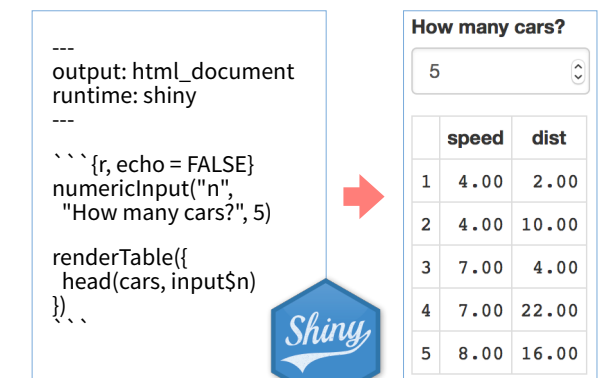 ---
output: html_document
runtime: shiny
---
```{r, echo = FALSE}
numericInput("n",
"How many cars?", 5)
renderTable({
head(cars, input$n)
})
```
Shiny
How many cars?
5
speed dist
1 4.00 2.00
2 4.00 10.00
3 7.00 4.00
4 7.00 22.00
5 8.00 16.00